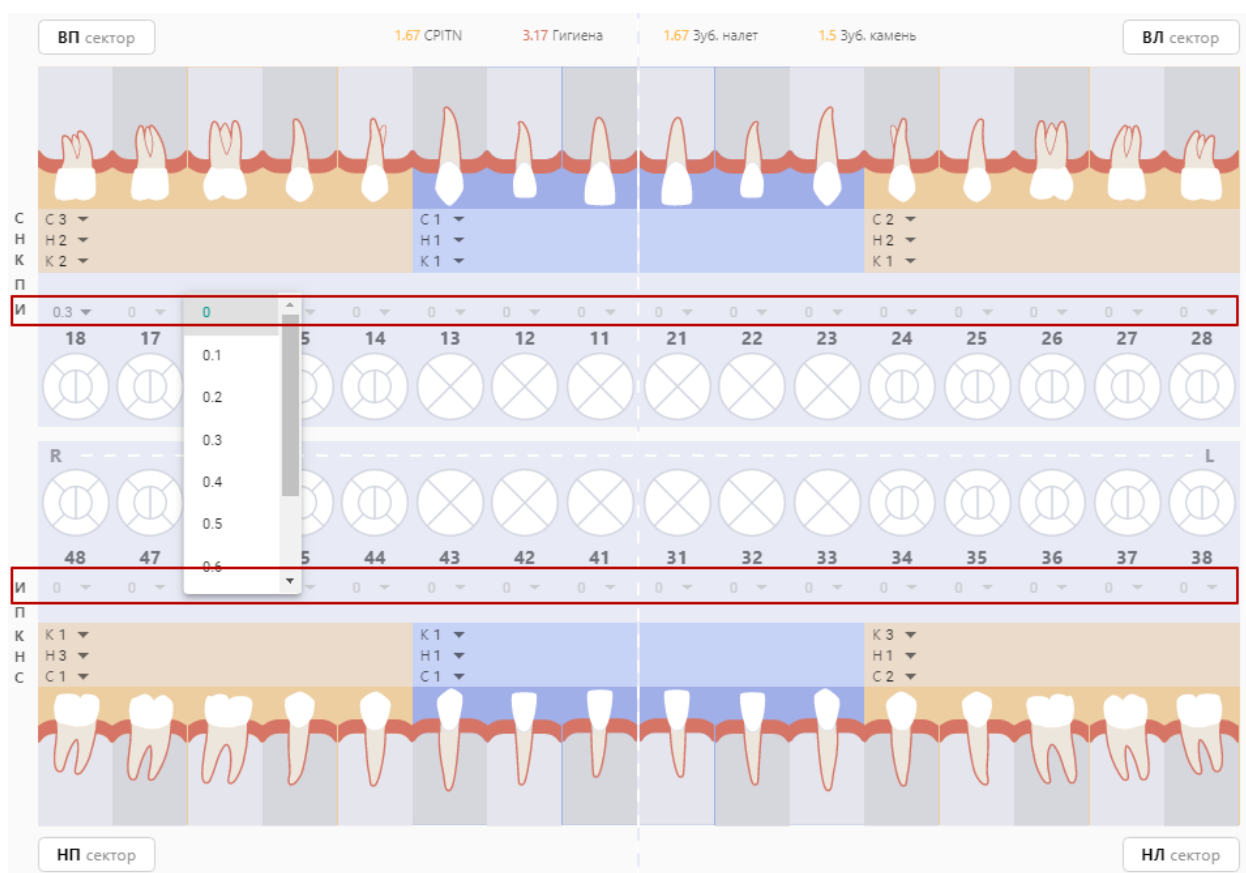 ВП сектор 1.67 CPITN 3.17 Гигиена 1.67 Зуб. налет 1.5 Зуб. камень ВЛ сектор
С С 3 С 1 С 2
Н Н 2 Н 1 Н 2
К К 2 К 1 К 1
П
И 0.3 0 0 0 0 0 0 0 0 0 0 0 0 0 0
18 17 5 14 13 12 11 21 22 23 24 25 26 27 28
0.1
0.2
0.3
R L
0.4
0.5
48 47 5 44 43 42 41 31 32 33 34 35 36 37 38
0.6
И 0 0 0 0 0 0 0 0 0 0 0 0 0 0
П
К К 1 К 1 К 3
Н Н 3 Н 1 Н 1
С С 1 С 1 С 2
НП сектор НЛ сектор